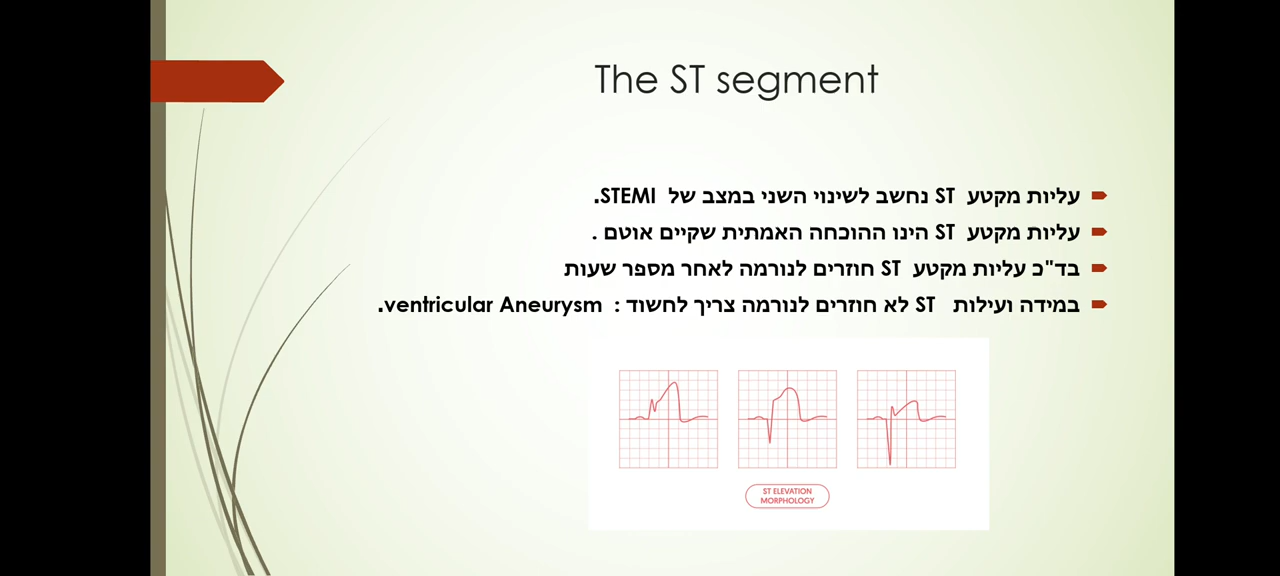 The ST segment
עליות מקטע ST נחשב לשינוי השני במצב של STEMI.
עליות מקטע ST הינו ההוכחה האמתית שקיים אוטם .
בד"כ עליות מקטע ST חוזרים לנורמה לאחר מספר שעות
במידה ועילות ST לא חוזרים לנורמה צריך לחשוד : ventricular Aneurysm.
ST ELEVATION
MORPHOLOGY